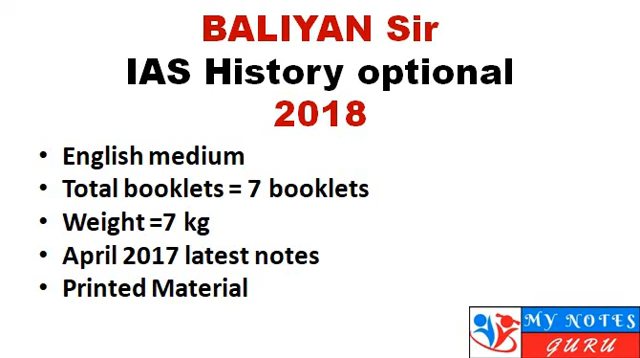 BALIYAN Sir
IAS History optional
2018
• English medium
• Total booklets = 7 booklets
• Weight =7 kg
• April 2017 latest notes
• Printed Material
MY NOTES
GURU